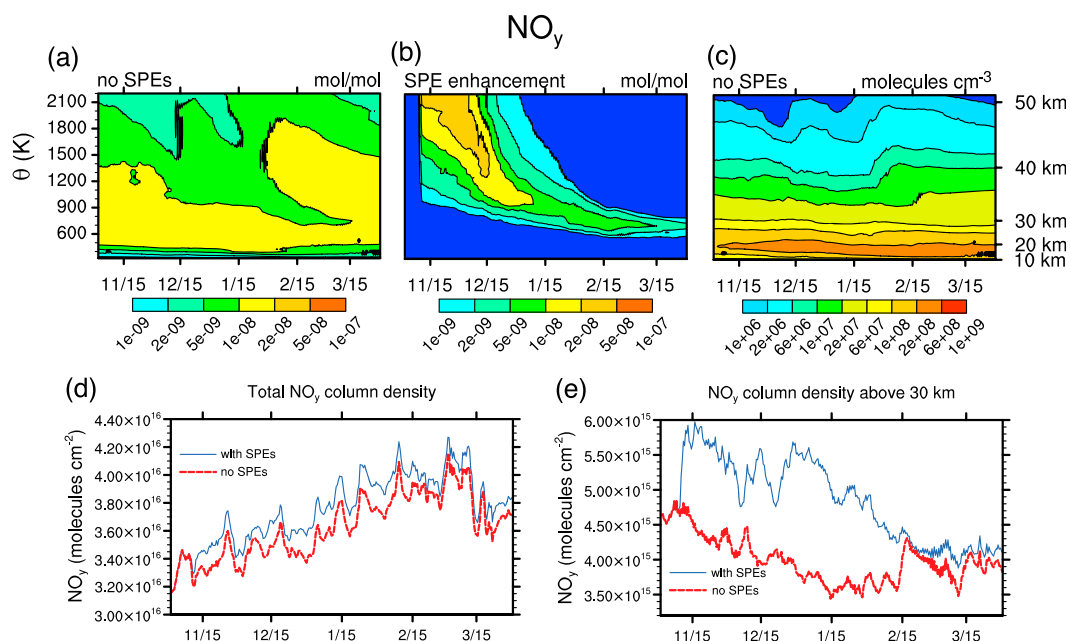 NOy
(a)
(b)
(c)
no SPEs mol/mol
SPE enhancement mol/mol
no SPEs molecules cm-3
θ (K)
2100
1800
1500
1200
900
600
2100
1800
1500
1200
900
600
50 km
40 km
30 km
20 km
10 km
11/15 12/15 1/15 2/15 3/15
11/15 12/15 1/15 2/15 3/15
11/15 12/15 1/15 2/15 3/15
1e-09 2e-09 5e-09 1e-08 2e-08 5e-08 1e-07
1e-09 2e-09 5e-09 1e-08 2e-08 5e-08 1e-07
1e+06 2e+06 6e+06 1e+07 2e+07 6e+07 1e+08 2e+08 6e+08 1e+09
(d)
Total NOy column density
NOy (molecules cm-2)
4.40×10^16
4.20×10^16
4.00×10^16
3.80×10^16
3.60×10^16
3.40×10^16
3.20×10^16
3.00×10^16
with SPEs
no SPEs
11/15 12/15 1/15 2/15 3/15
(e)
NOy column density above 30 km
NOy (molecules cm-2)
6.00×10^15
5.50×10^15
5.00×10^15
4.50×10^15
4.00×10^15
3.50×10^15
with SPEs
no SPEs
11/15 12/15 1/15 2/15 3/15